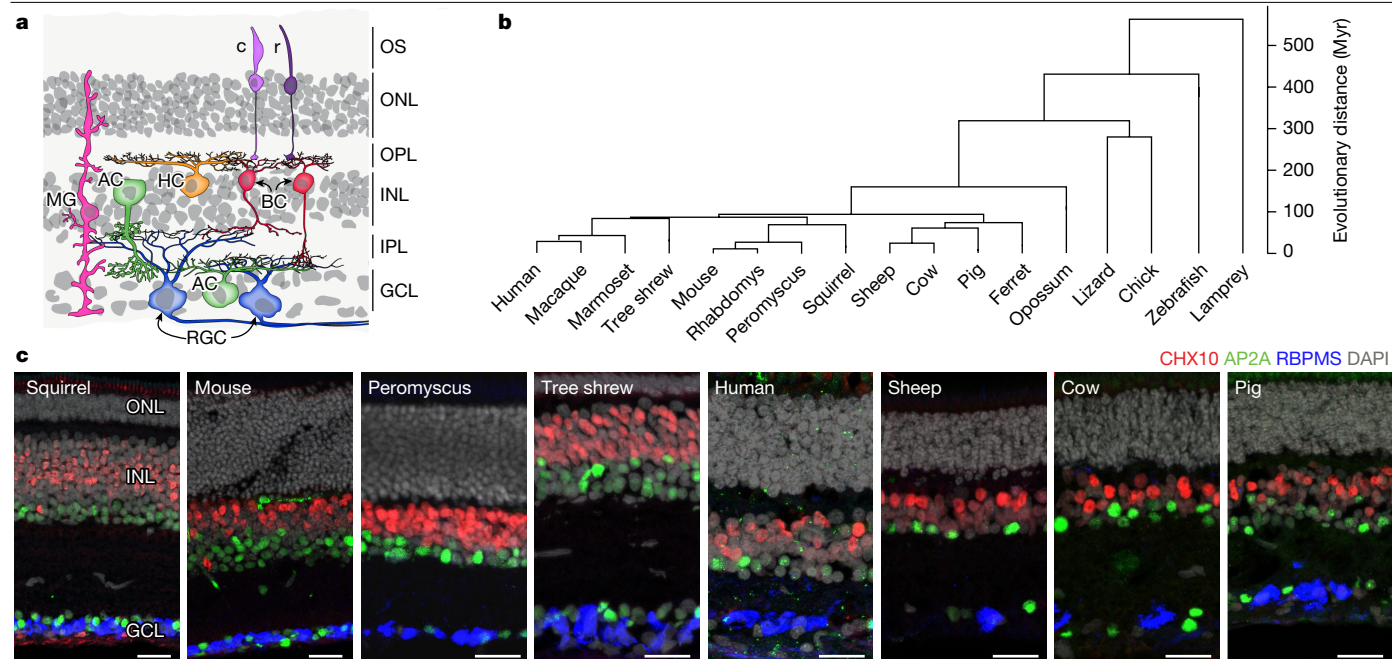 a
c r
OS
ONL
OPL
INL
IPL
GCL
MG
AC
HC
BC
AC
RGC
b
500
400
300
200
100
0
Evolutionary distance (Myr)
Human
Macaque
Marmoset
Tree shrew
Mouse
Rhabdomys
Peromyscus
Squirrel
Sheep
Cow
Pig
Ferret
Opossum
Lizard
Chick
Zebrafish
Lamprey
c
CHX10 AP2A RBPMS DAPI
Squirrel
ONL
INL
GCL
Mouse
Peromyscus
Tree shrew
Human
Sheep
Cow
Pig